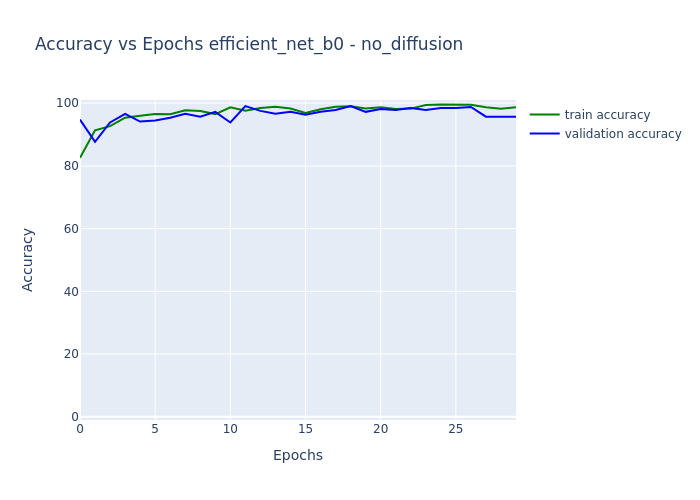 Accuracy vs Epochs efficient_net_b0 - no_diffusion
100
80
60
40
20
0
Accuracy
0 5 10 15 20 25
Epochs
train accuracy
validation accuracy